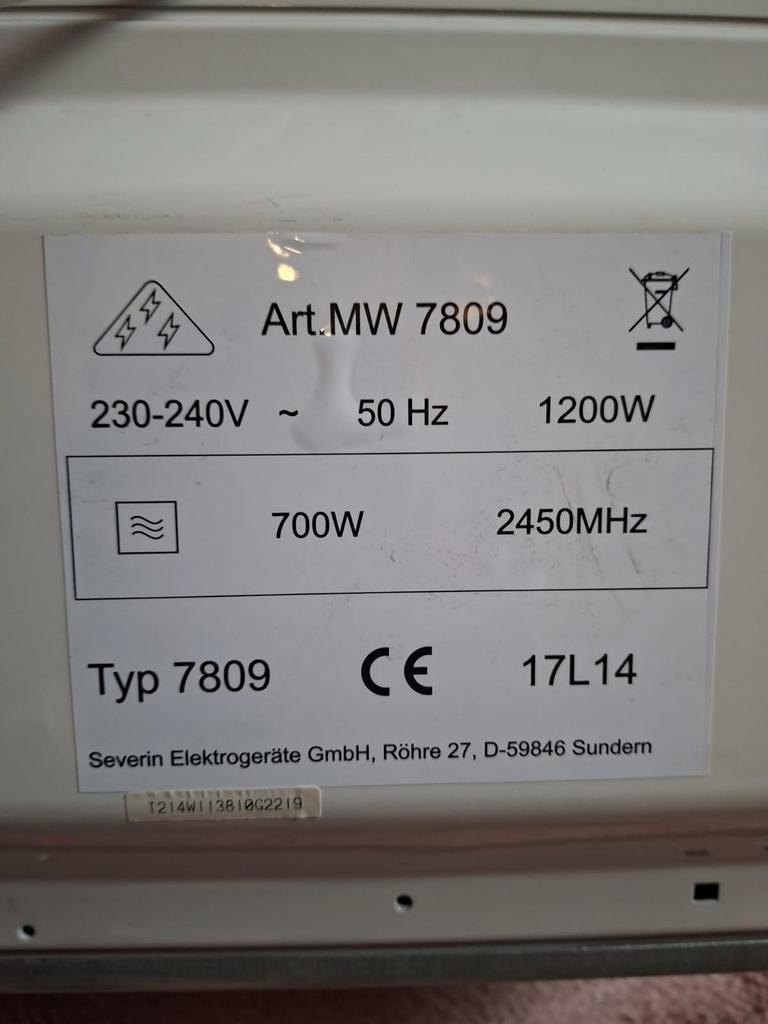 Art.MW 7809
230-240V ~ 50 Hz 1200W
700W 2450MHz
Typ 7809 CE 17L14
Severin Elektrogeräte GmbH, Röhre 27, D-59846 Sundern
T214W113810G2219